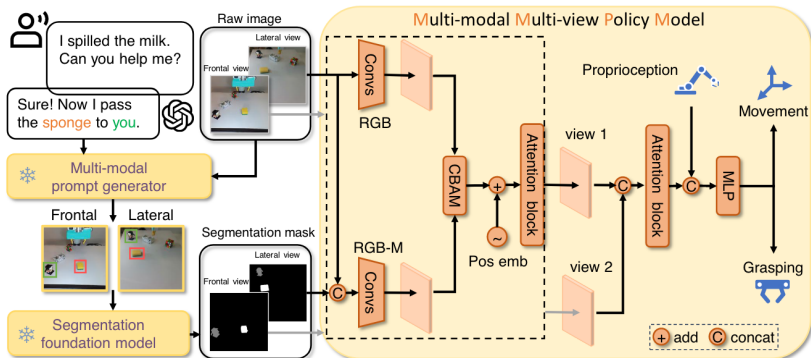 I spilled the milk.
Can you help me?
Sure! Now I pass
the sponge to you.
Multi-modal
prompt generator
Frontal
Lateral
Segmentation
foundation model
Raw image
Lateral view
Frontal view
Segmentation mask
Lateral view
Frontal view
Multi-modal Multi-view Policy Model
Convs
RGB
RGB-M
Convs
CBAM
+
~
Pos emb
Attention block
C
view 1
view 2
C
Attention block
Proprioception
C
MLP
Movement
Grasping
+ add
C concat